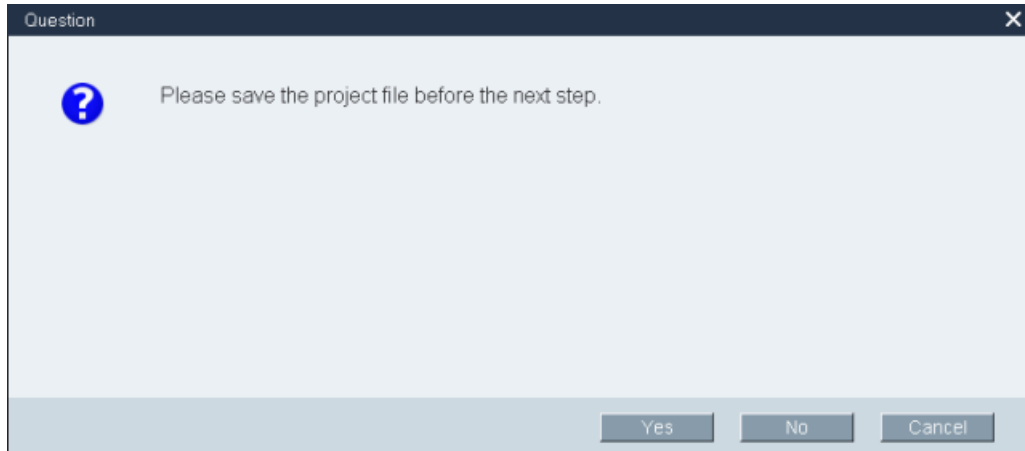 Question
Please save the project file before the next step.
Yes No Cancel